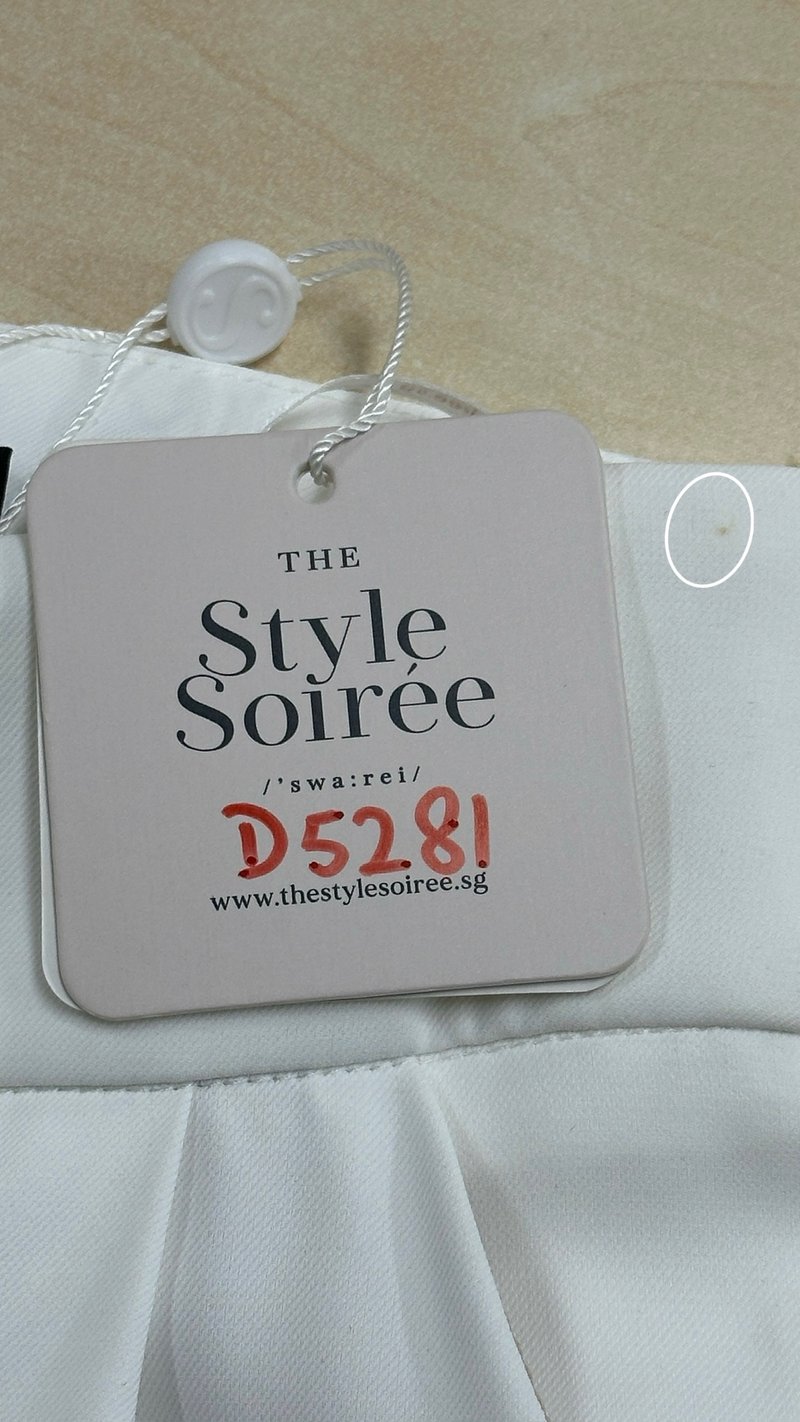 THE
Style
Soirée
/'swa:rei/
D5281
www.thestylesoiree.sg